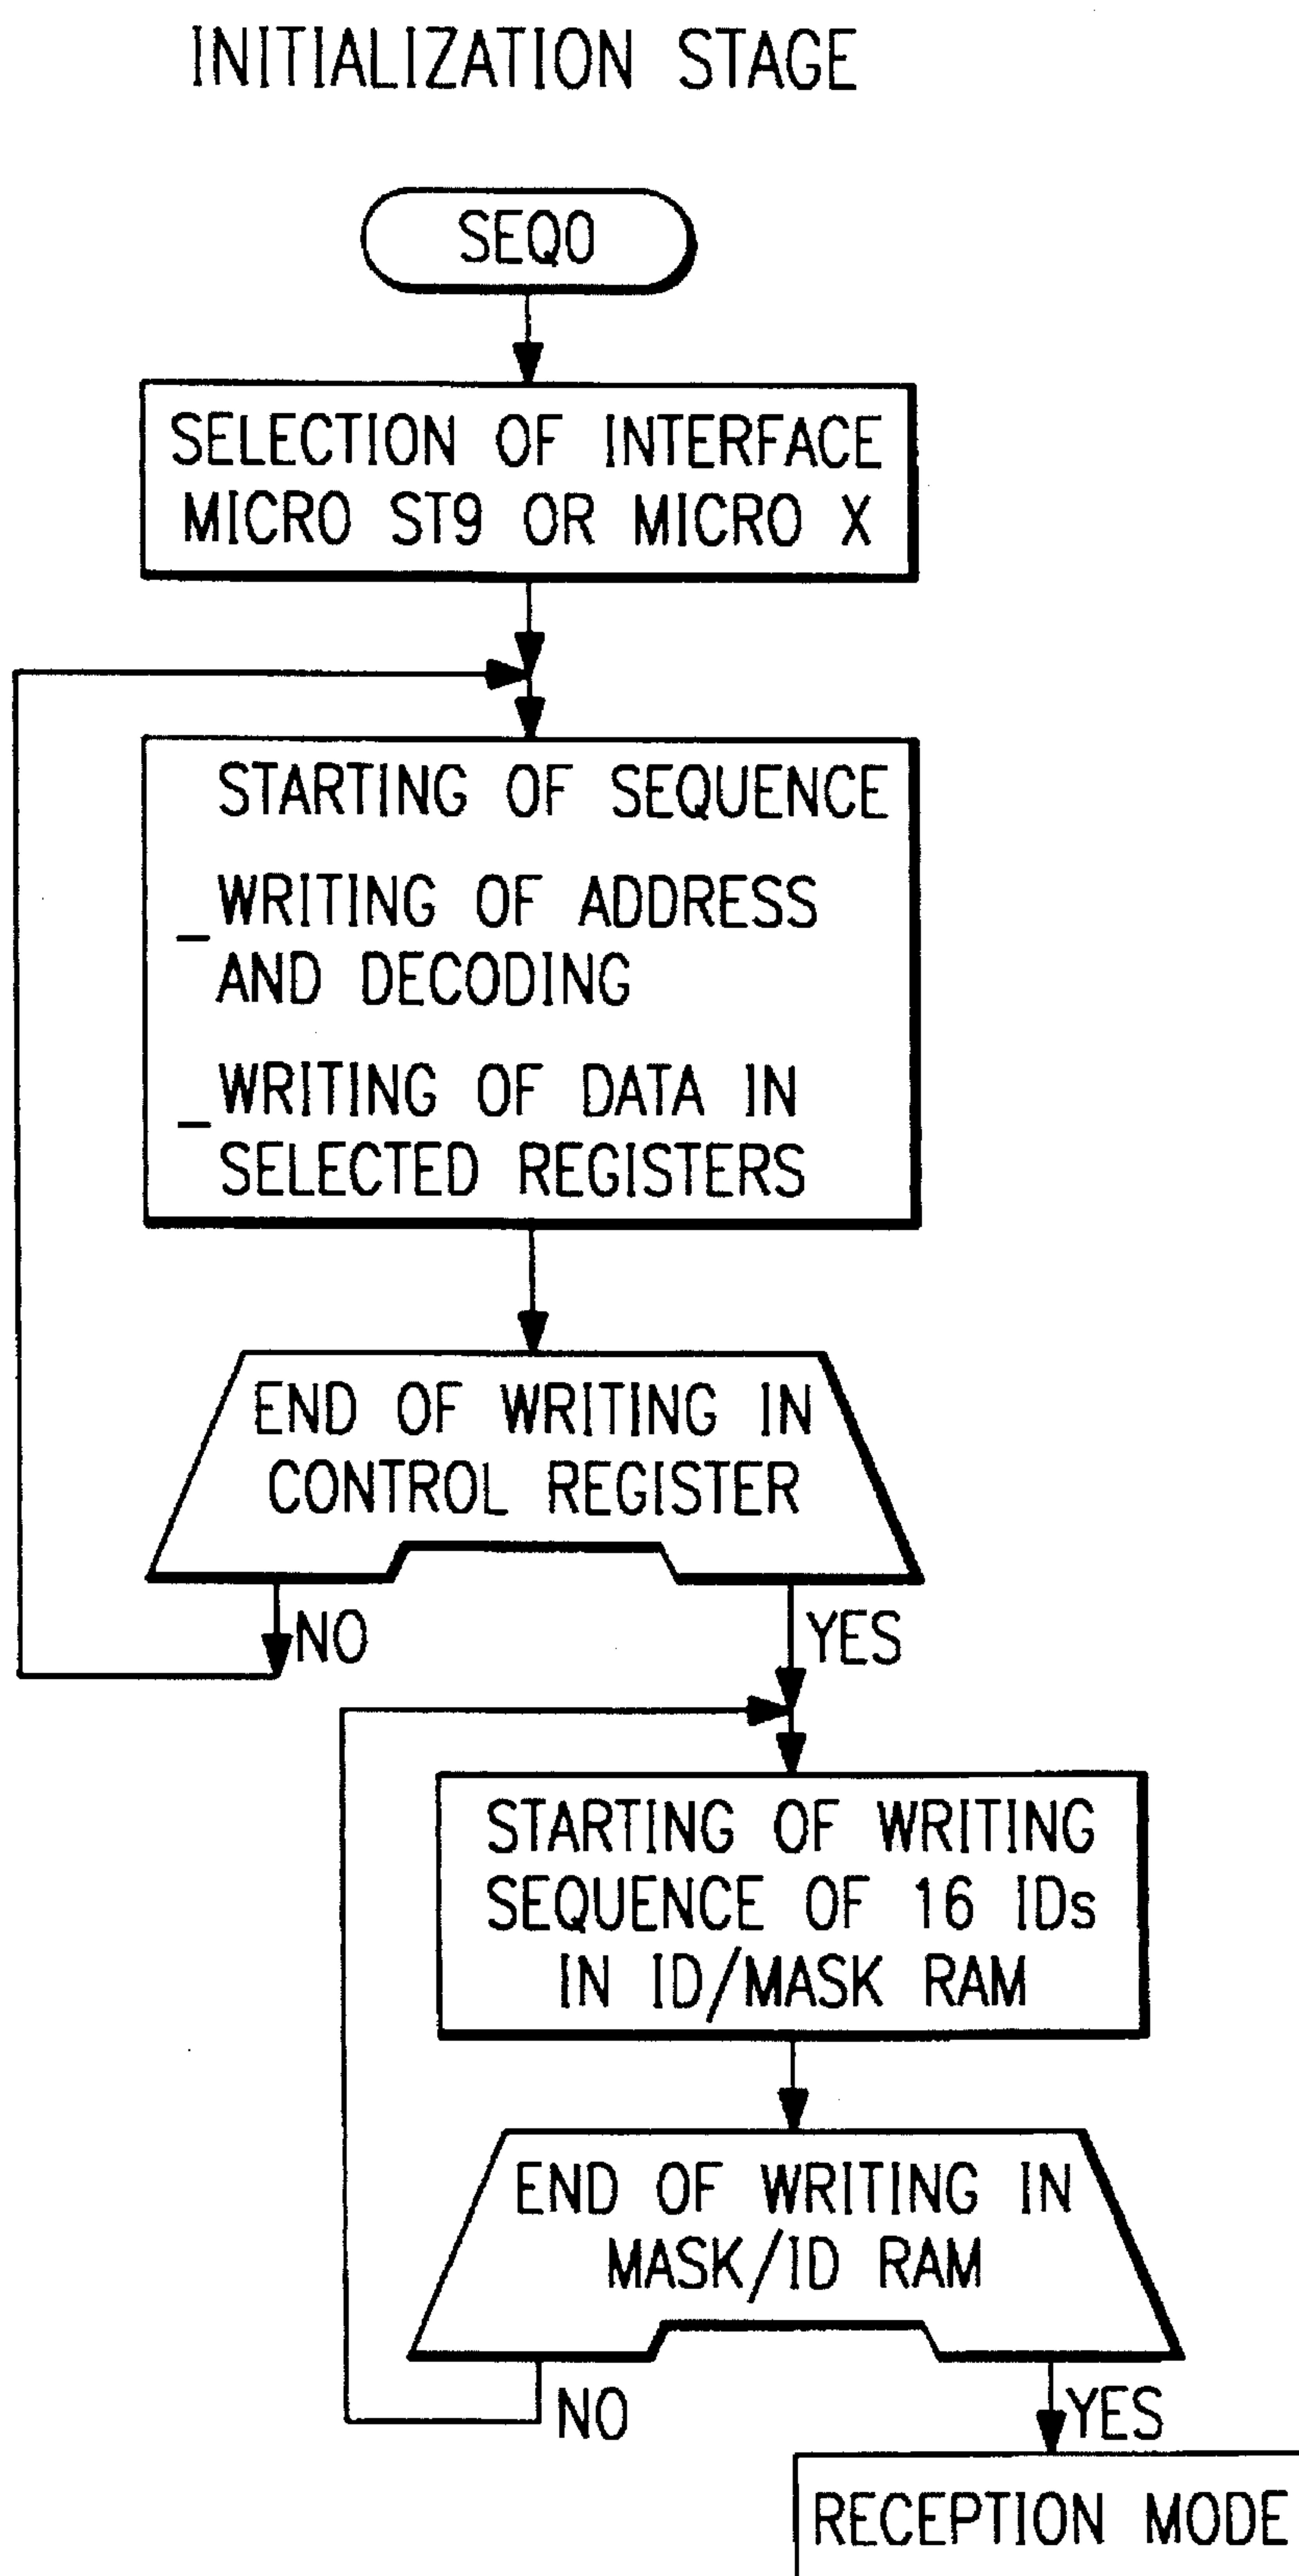 INITIALIZATION STAGE
SEQ0
SELECTION OF INTERFACE
MICRO ST9 OR MICRO X
STARTING OF SEQUENCE
_WRITING OF ADDRESS
AND DECODING
_WRITING OF DATA IN
SELECTED REGISTERS
END OF WRITING IN
CONTROL REGISTER
NO
YES
STARTING OF WRITING
SEQUENCE OF 16 IDs
IN ID/MASK RAM
END OF WRITING IN
MASK/ID RAM
NO
YES
RECEPTION MODE